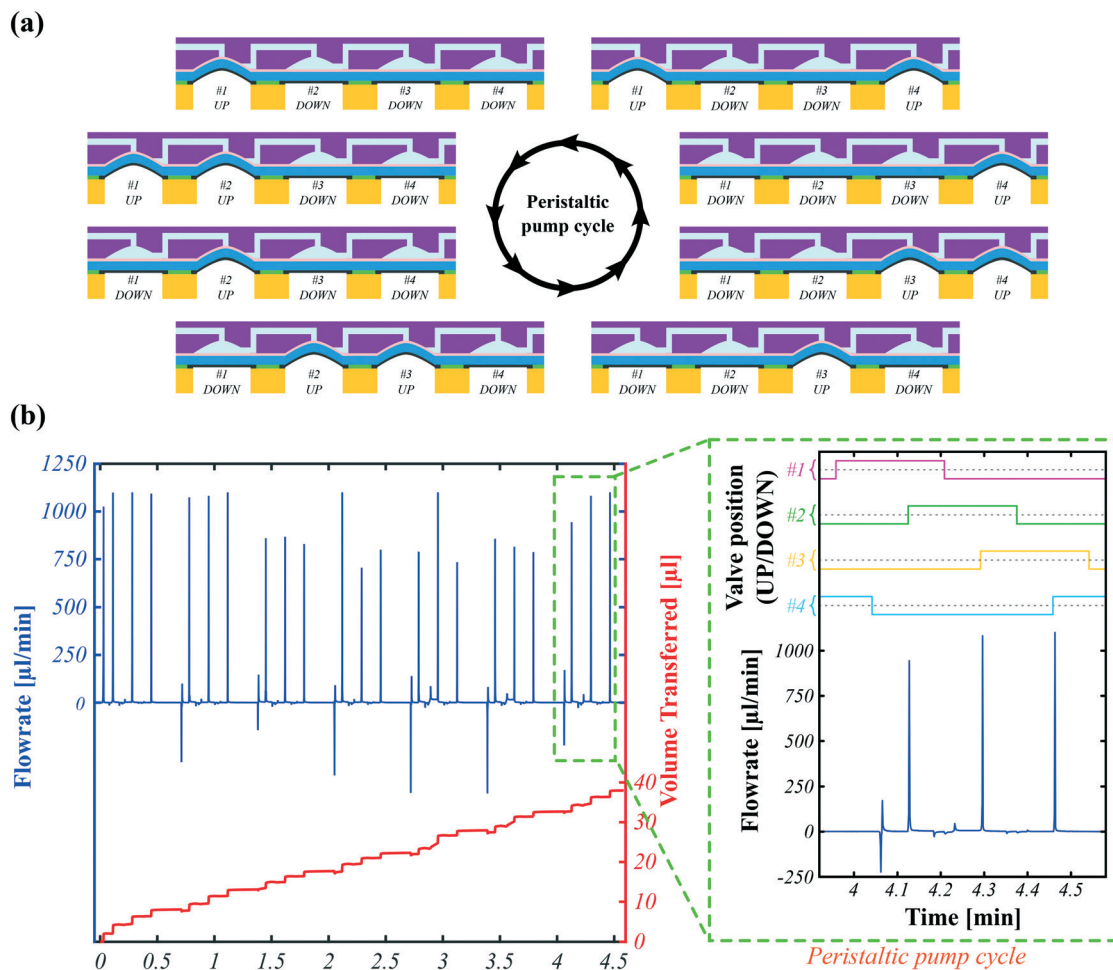 (a)
#1 #2 #3 #4
UP DOWN DOWN DOWN
#1 #2 #3 #4
UP DOWN DOWN UP
#1 #2 #3 #4
UP UP DOWN DOWN
Peristaltic
pump cycle
#1 #2 #3 #4
DOWN DOWN DOWN UP
#1 #2 #3 #4
DOWN UP DOWN DOWN
#1 #2 #3 #4
DOWN DOWN UP UP
#1 #2 #3 #4
DOWN UP UP DOWN
#1 #2 #3 #4
DOWN DOWN UP DOWN
(b)
Flowrate [µl/min]
1250
1000
750
500
250
0
Volume Transferred [µl]
40
30
20
10
0
0 0.5 1 1.5 2 2.5 3 3.5 4 4.5
Valve position
(UP/DOWN)
#1{
#2{
#3{
#4{
Flowrate [µl/min]
1000
750
500
250
0
-250
4 4.1 4.2 4.3 4.4 4.5
Time [min]
Peristaltic pump cycle